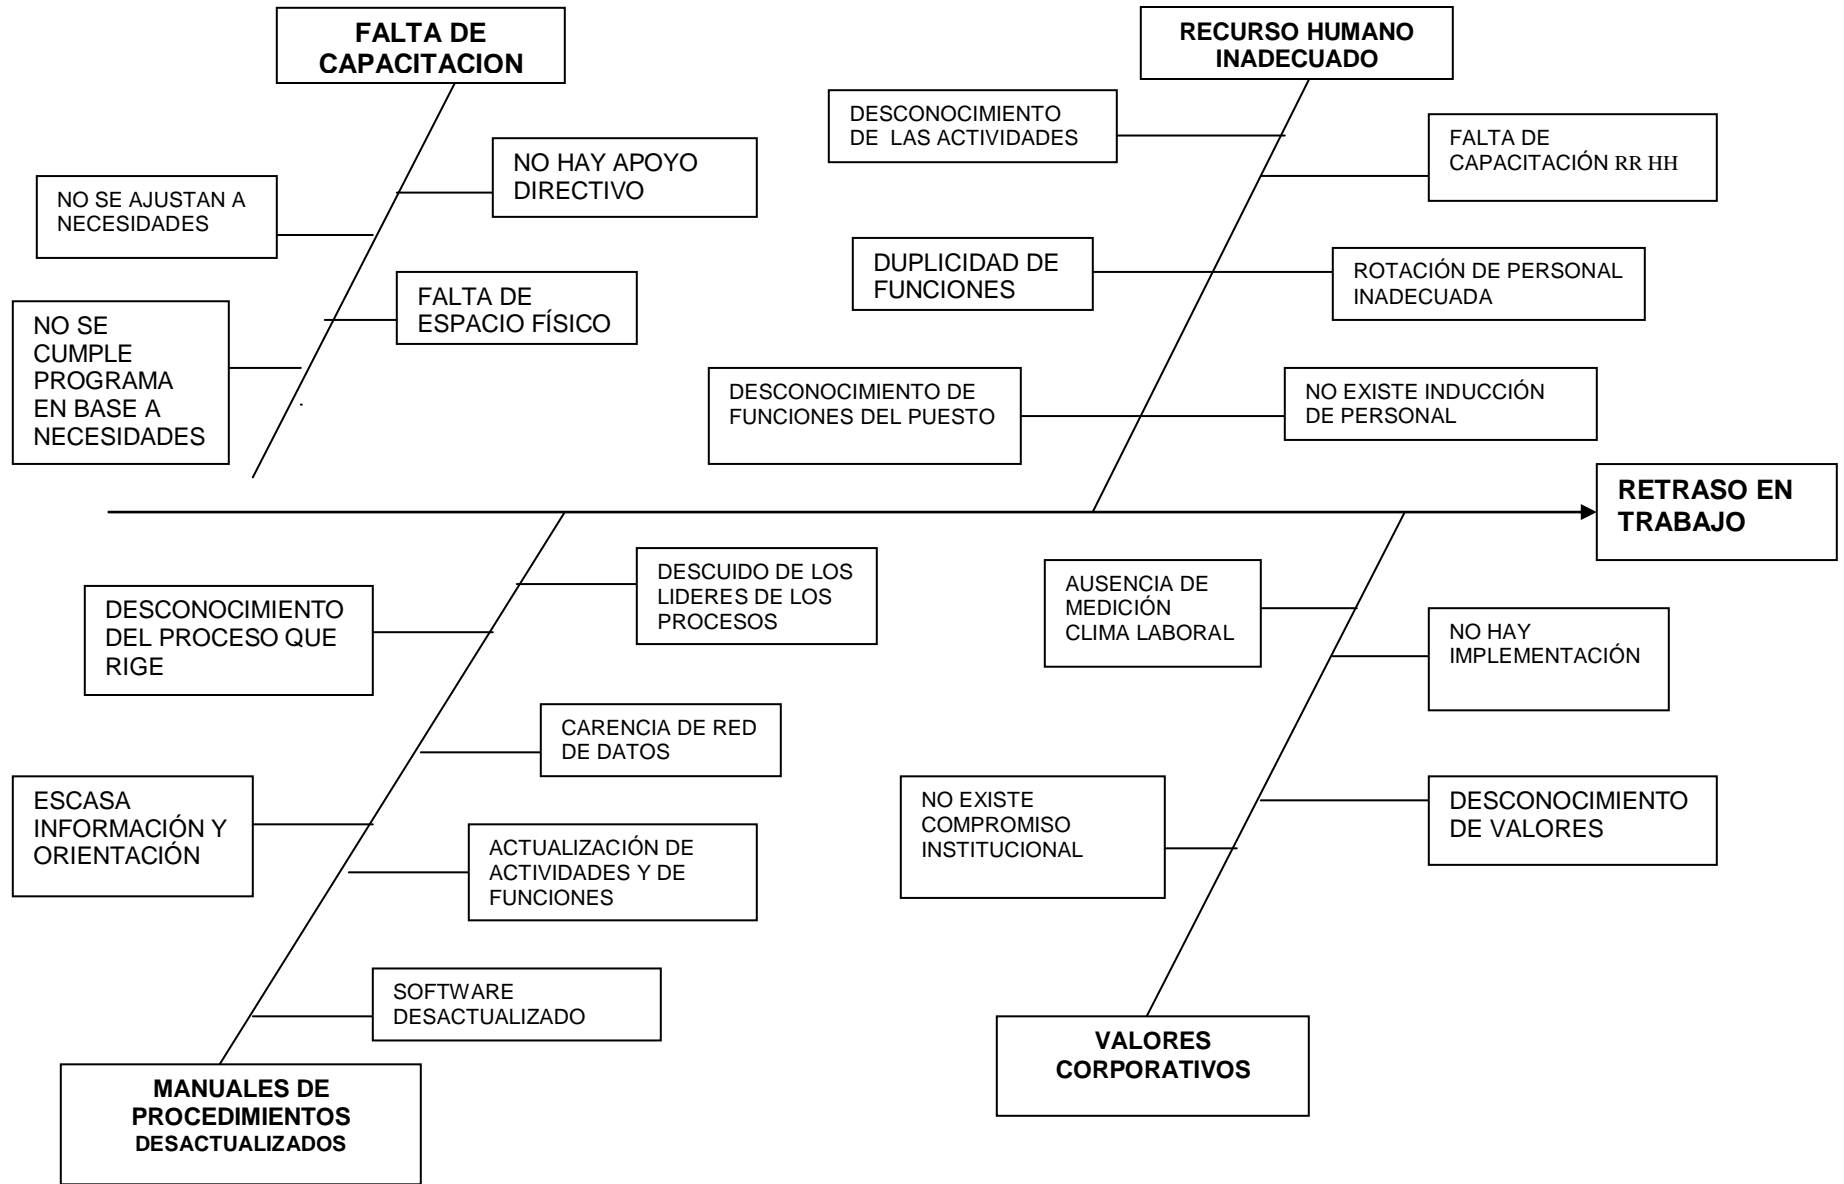 FALTA DE
CAPACITACION
RECURSO HUMANO
INADECUADO
DESCONOCIMIENTO
DE LAS ACTIVIDADES
FALTA DE
CAPACITACIÓN RR HH
NO HAY APOYO
DIRECTIVO
NO SE AJUSTAN A
NECESIDADES
DUPLICIDAD DE
FUNCIONES
ROTACIÓN DE PERSONAL
INADECUADA
FALTA DE
ESPACIO FÍSICO
NO SE
CUMPLE
PROGRAMA
EN BASE A
NECESIDADES
DESCONOCIMIENTO DE
FUNCIONES DEL PUESTO
NO EXISTE INDUCCIÓN
DE PERSONAL
RETRASO EN
TRABAJO
DESCUIDO DE LOS
LIDERES DE LOS
PROCESOS
AUSENCIA DE
MEDICIÓN
CLIMA LABORAL
DESCONOCIMIENTO
DEL PROCESO QUE
RIGE
NO HAY
IMPLEMENTACIÓN
CARENCIA DE RED
DE DATOS
ESCASA
INFORMACIÓN Y
ORIENTACIÓN
NO EXISTE
COMPROMISO
INSTITUCIONAL
DESCONOCIMIENTO
DE VALORES
ACTUALIZACIÓN DE
ACTIVIDADES Y DE
FUNCIONES
SOFTWARE
DESACTUALIZADO
VALORES
CORPORATIVOS
MANUALES DE
PROCEDIMIENTOS
DESACTUALIZADOS